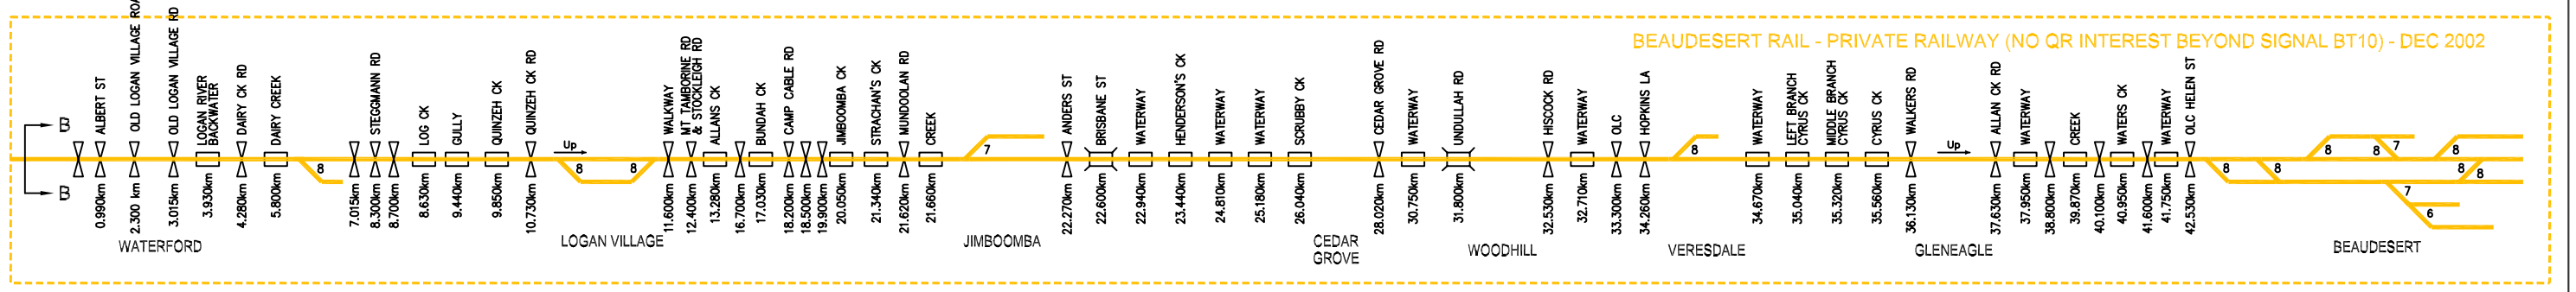 BEAUDESERT RAIL - PRIVATE RAILWAY (NO QR INTEREST BEYOND SIGNAL BT10) - DEC 2002
ALBERT ST
0.990km
OLD LOGAN VILLAGE ROA
2.300 km
OLD LOGAN VILLAGE RD
3.015km
LOGAN RIVER
BACKWATER
3.930km
DAIRY CK RD
4.280km
DAIRY CREEK
5.800km
8
7.015km
STEGGMANN RD
8.300km
8.700km
LOG CK
8.630km
GULLY
9.440km
QUINZEH CK
9.850km
QUINZEH CK RD
10.730km
Up
8
8
WALKWAY
11.600km
MT TAMBORINE RD
& STOCKLEIGH RD
12.400km
ALLANS CK
13.280km
16.700km
BUNDAH CK
17.030km
CAMP CABLE RD
18.200km
18.500km
19.900km
JIMBOOMBA CK
20.050km
STRACHAN'S CK
21.340km
MUNDOOLAN RD
21.620km
CREEK
21.660km
7
ANDERS ST
22.270km
BRISBANE ST
22.600km
WATERWAY
22.940km
HENDERSON'S CK
23.440km
WATERWAY
24.810km
WATERWAY
25.180km
SCRUBBY CK
26.040km
CEDAR GROVE RD
28.020km
WATERWAY
30.750km
UNDULLAH RD
31.800km
HISCOCK RD
32.530km
WATERWAY
32.710km
OLC
33.300km
HOPKINS LA
34.260km
8
WATERWAY
34.670km
LEFT BRANCH
CYRUS CK
35.040km
MIDDLE BRANCH
CYRUS CK
35.320km
CYRUS CK
35.560km
WALKERS RD
36.130km
Up
ALLAN CK RD
37.630km
WATERWAY
37.950km
38.800km
CREEK
39.870km
40.100km
WATERS CK
40.950km
41.600km
WATERWAY
41.750km
OLC HELEN ST
42.530km
8
8
8
8
7
8
8
8
7
6
WATERFORD
LOGAN VILLAGE
JIMBOOMBA
CEDAR
GROVE
WOODHILL
VERESDALE
GLENEAGLE
BEAUDESERT